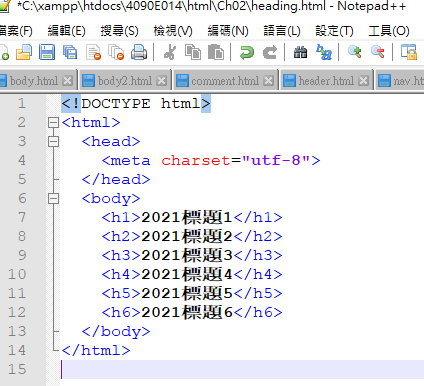 *C:\xampp\htdocs\4090E014\html\Ch02\heading.html - Notepad++
檔案(F) 編輯(E) 搜尋(S) 檢視(V) 編碼(N) 語言(L) 設定(T) 工具(O)
body.html body2.html comment.html header.html nav.ht
1 <!DOCTYPE html>
2 <html>
3 <head>
4 <meta charset="utf-8">
5 </head>
6 <body>
7 <h1>2021標題1</h1>
8 <h2>2021標題2</h2>
9 <h3>2021標題3</h3>
10 <h4>2021標題4</h4>
11 <h5>2021標題5</h5>
12 <h6>2021標題6</h6>
13 </body>
14 </html>
15